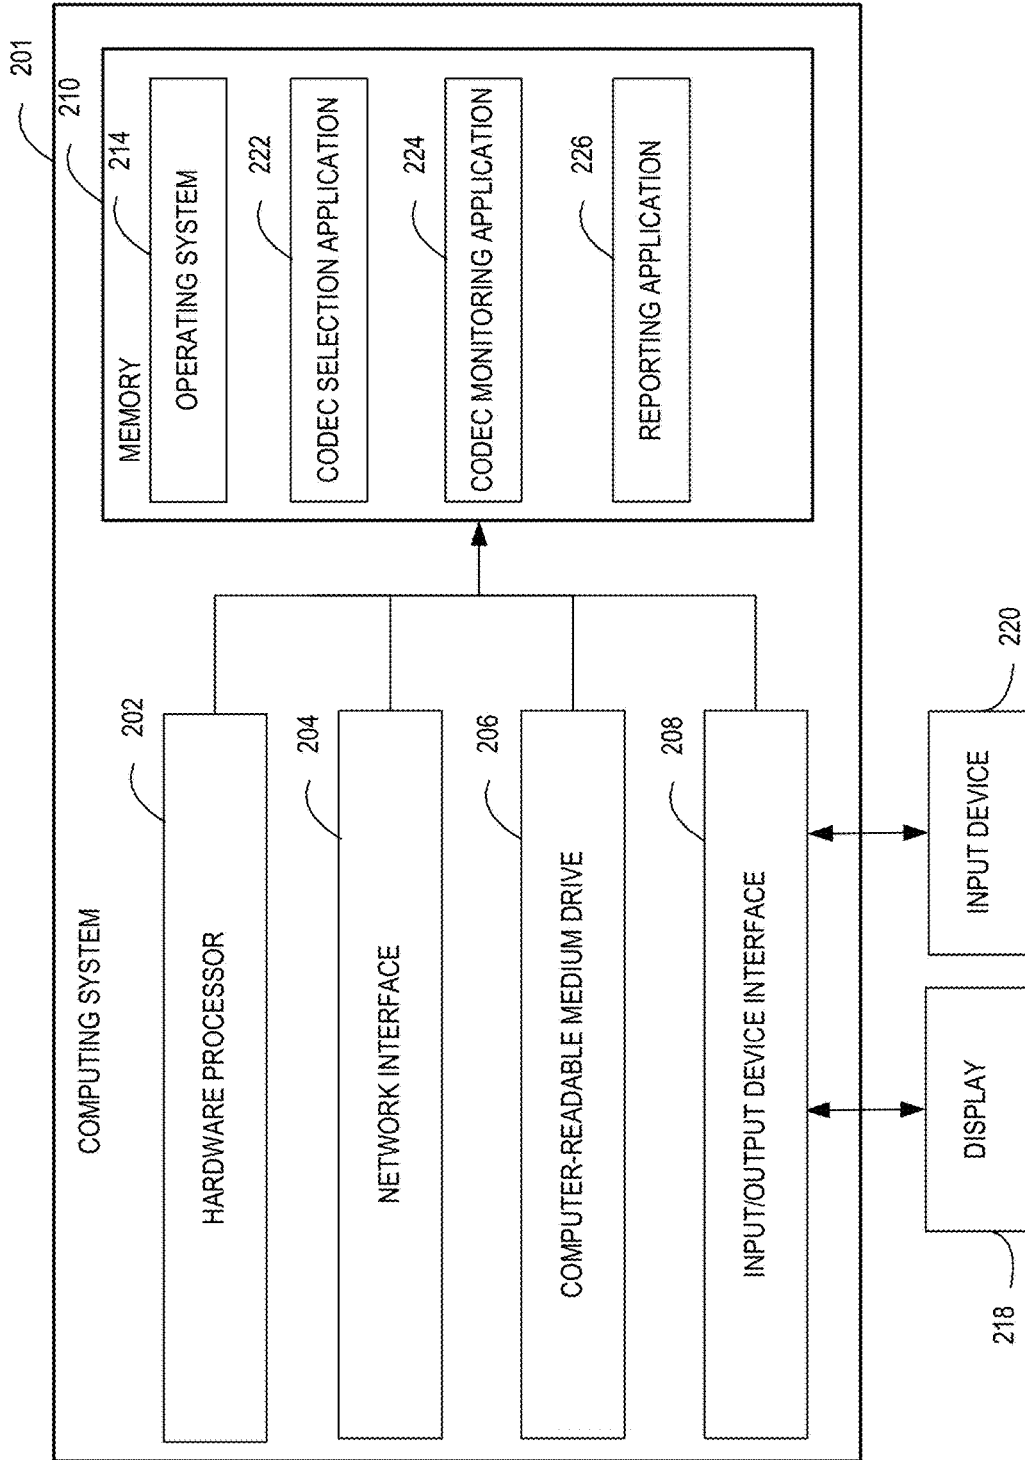 201
210
COMPUTING SYSTEM
MEMORY
214
OPERATING SYSTEM
202
HARDWARE PROCESSOR
222
CODEC SELECTION APPLICATION
204
NETWORK INTERFACE
224
CODEC MONITORING APPLICATION
206
COMPUTER-READABLE MEDIUM DRIVE
226
REPORTING APPLICATION
208
INPUT/OUTPUT DEVICE INTERFACE
218
DISPLAY
INPUT DEVICE
220